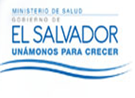 MINISTERIO DE SALUD
GOBIERNO DE
EL SALVADOR
UNÁMONOS PARA CRECER